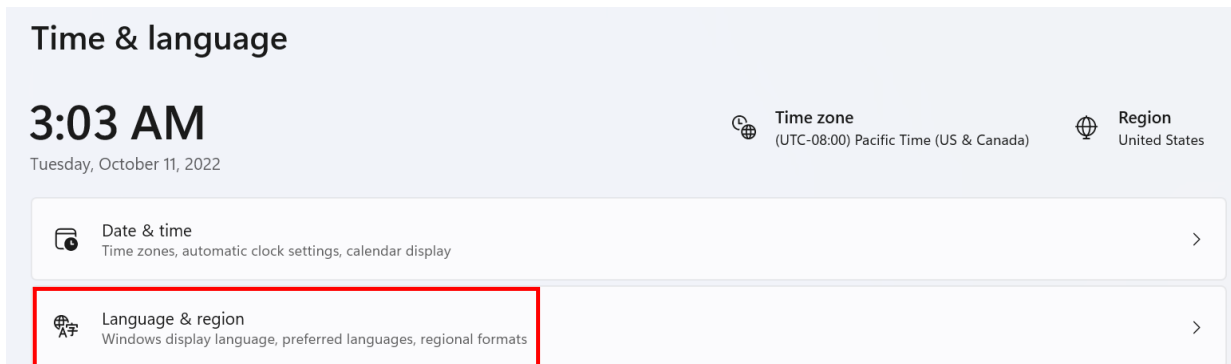 Time & language
3:03 AM
Tuesday, October 11, 2022
Time zone
(UTC-08:00) Pacific Time (US & Canada)
Region
United States
Date & time
Time zones, automatic clock settings, calendar display
Language & region
Windows display language, preferred languages, regional formats